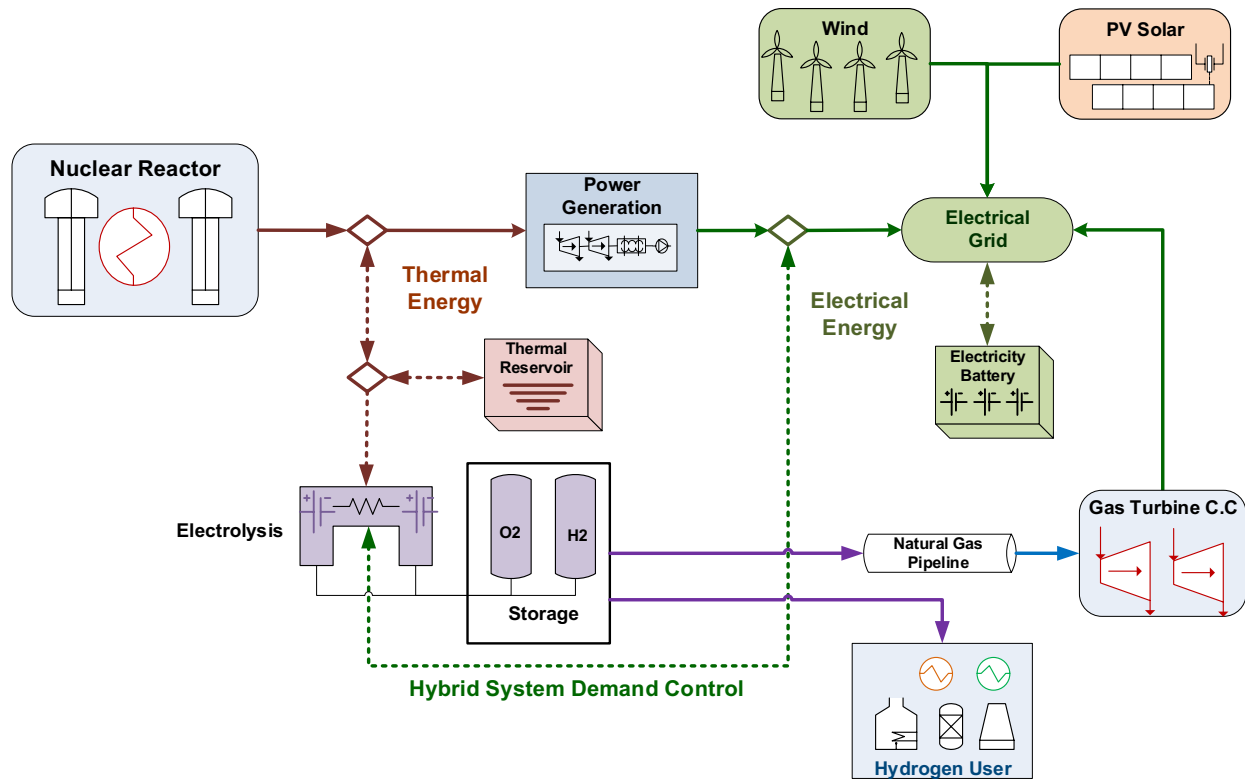 Wind
PV Solar
Nuclear Reactor
Power
Generation
Electrical
Grid
Thermal
Energy
Electrical
Energy
Thermal
Reservoir
Electricity
Battery
+ - + - + -
+ - + -
Electrolysis
O2
H2
Storage
Natural Gas
Pipeline
Gas Turbine C.C
Hybrid System Demand Control
Hydrogen User